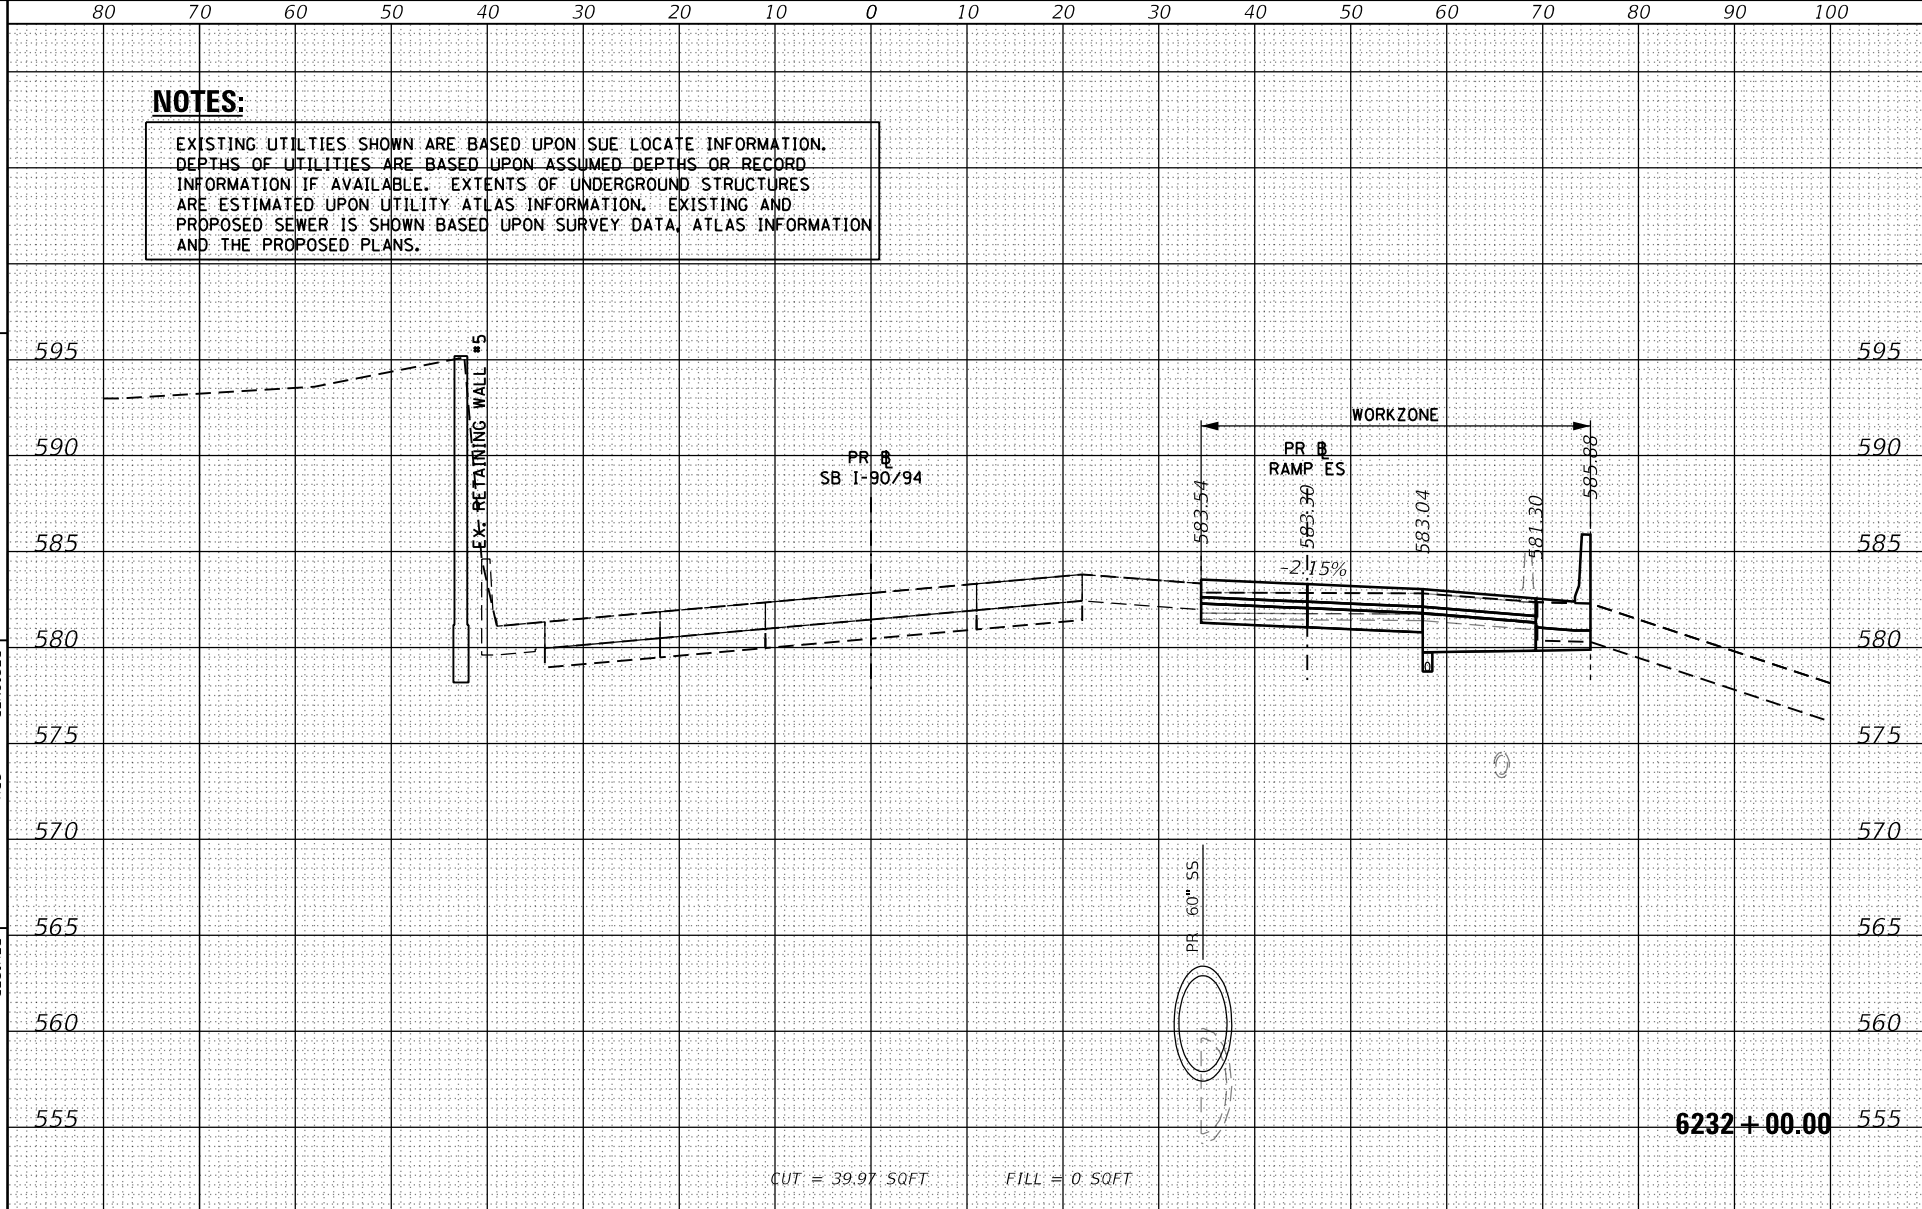 80 70 60 50 40 30 20 10 0 10 20 30 40 50 60 70 80 90 100
NOTES:
EXISTING UTILTIES SHOWN ARE BASED UPON SUE LOCATE INFORMATION.
DEPTHS OF UTILITIES ARE BASED UPON ASSUMED DEPTHS OR RECORD
INFORMATION IF AVAILABLE. EXTENTS OF UNDERGROUND STRUCTURES
ARE ESTIMATED UPON UTILITY ATLAS INFORMATION. EXISTING AND
PROPOSED SEWER IS SHOWN BASED UPON SURVEY DATA, ATLAS INFORMATION
AND THE PROPOSED PLANS.
595 595
EX. RETAINING WALL #5
WORKZONE
590 590
PR BL
SB I-90/94
PR BL
RAMP ES
583.54
583.30
583.04
581.30
585.88
585 585
-2.15%
580 580
575 575
570 570
PR 60" SS
565 565
560 560
555 555
6232+00.00
CUT = 39.97 SQFT FILL = 0 SQFT